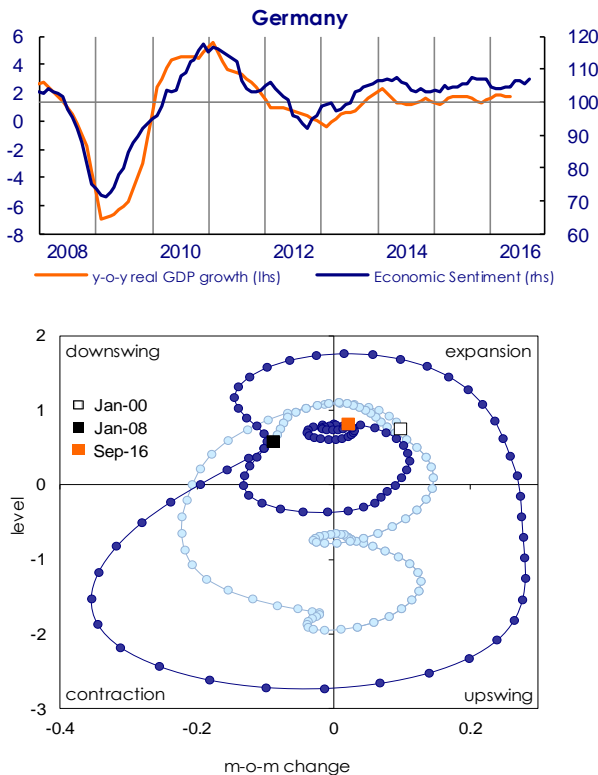 Germany
6 120
4 110
2 100
0 90
-2
-4 80
-6 70
-8 60
2008 2010 2012 2014 2016
y-o-y real GDP growth (lhs) Economic Sentiment (rhs)
2
downswing expansion
Jan-00
1
Jan-08
Sep-16
0
level
-1
-2
contraction upswing
-3
-0.4 -0.2 0 0.2
m-o-m change